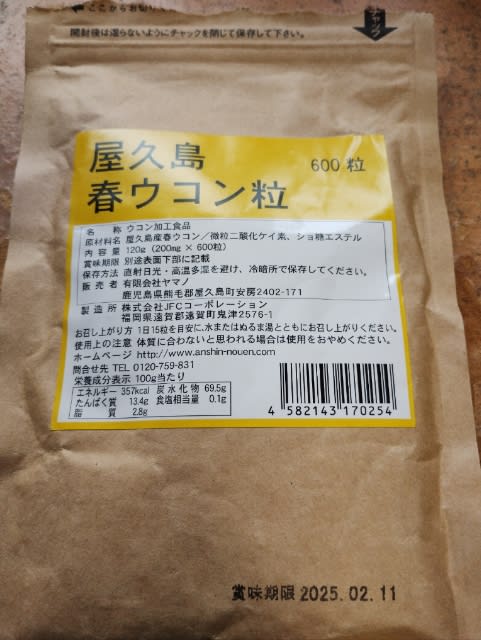 ここからお切り
チャック
開封後は湿らないようにチャックを閉じて保存して下さい。
屋久島
600粒
春ウコン粒
名 称 ウコン加工食品
原材料名 屋久島産春ウコン／微粒二酸化ケイ素、ショ糖エステル
内 容 量 120g（200mg × 600粒）
賞味期限 別途表面下部に記載
保存方法 直射日光・高温多湿を避け、冷暗所で保存してください。
販 売 者 有限会社ヤマノ
鹿児島県熊毛郡屋久島町安房2402-171
製 造 所 株式会社JFCコーポレーション
福岡県遠賀郡遠賀町鬼津2576-1
お召し上がり方 1日15粒を目安に、水またはぬるま湯とともにお召し上がりください。
使用上の注意 体質に合わないと思われる場合は使用をおやめください。
ホームページ http://www.anshin-nouen.com/
問合せ先 TEL 0120-759-831
栄養成分表示 100g当たり
エネルギー 357kcal 炭 水 化 物 69.5g
たんぱく質 13.4g 食塩相当量 0.1g
脂 質 2.8g
4 582143 170254
賞味期限 2025.02.11